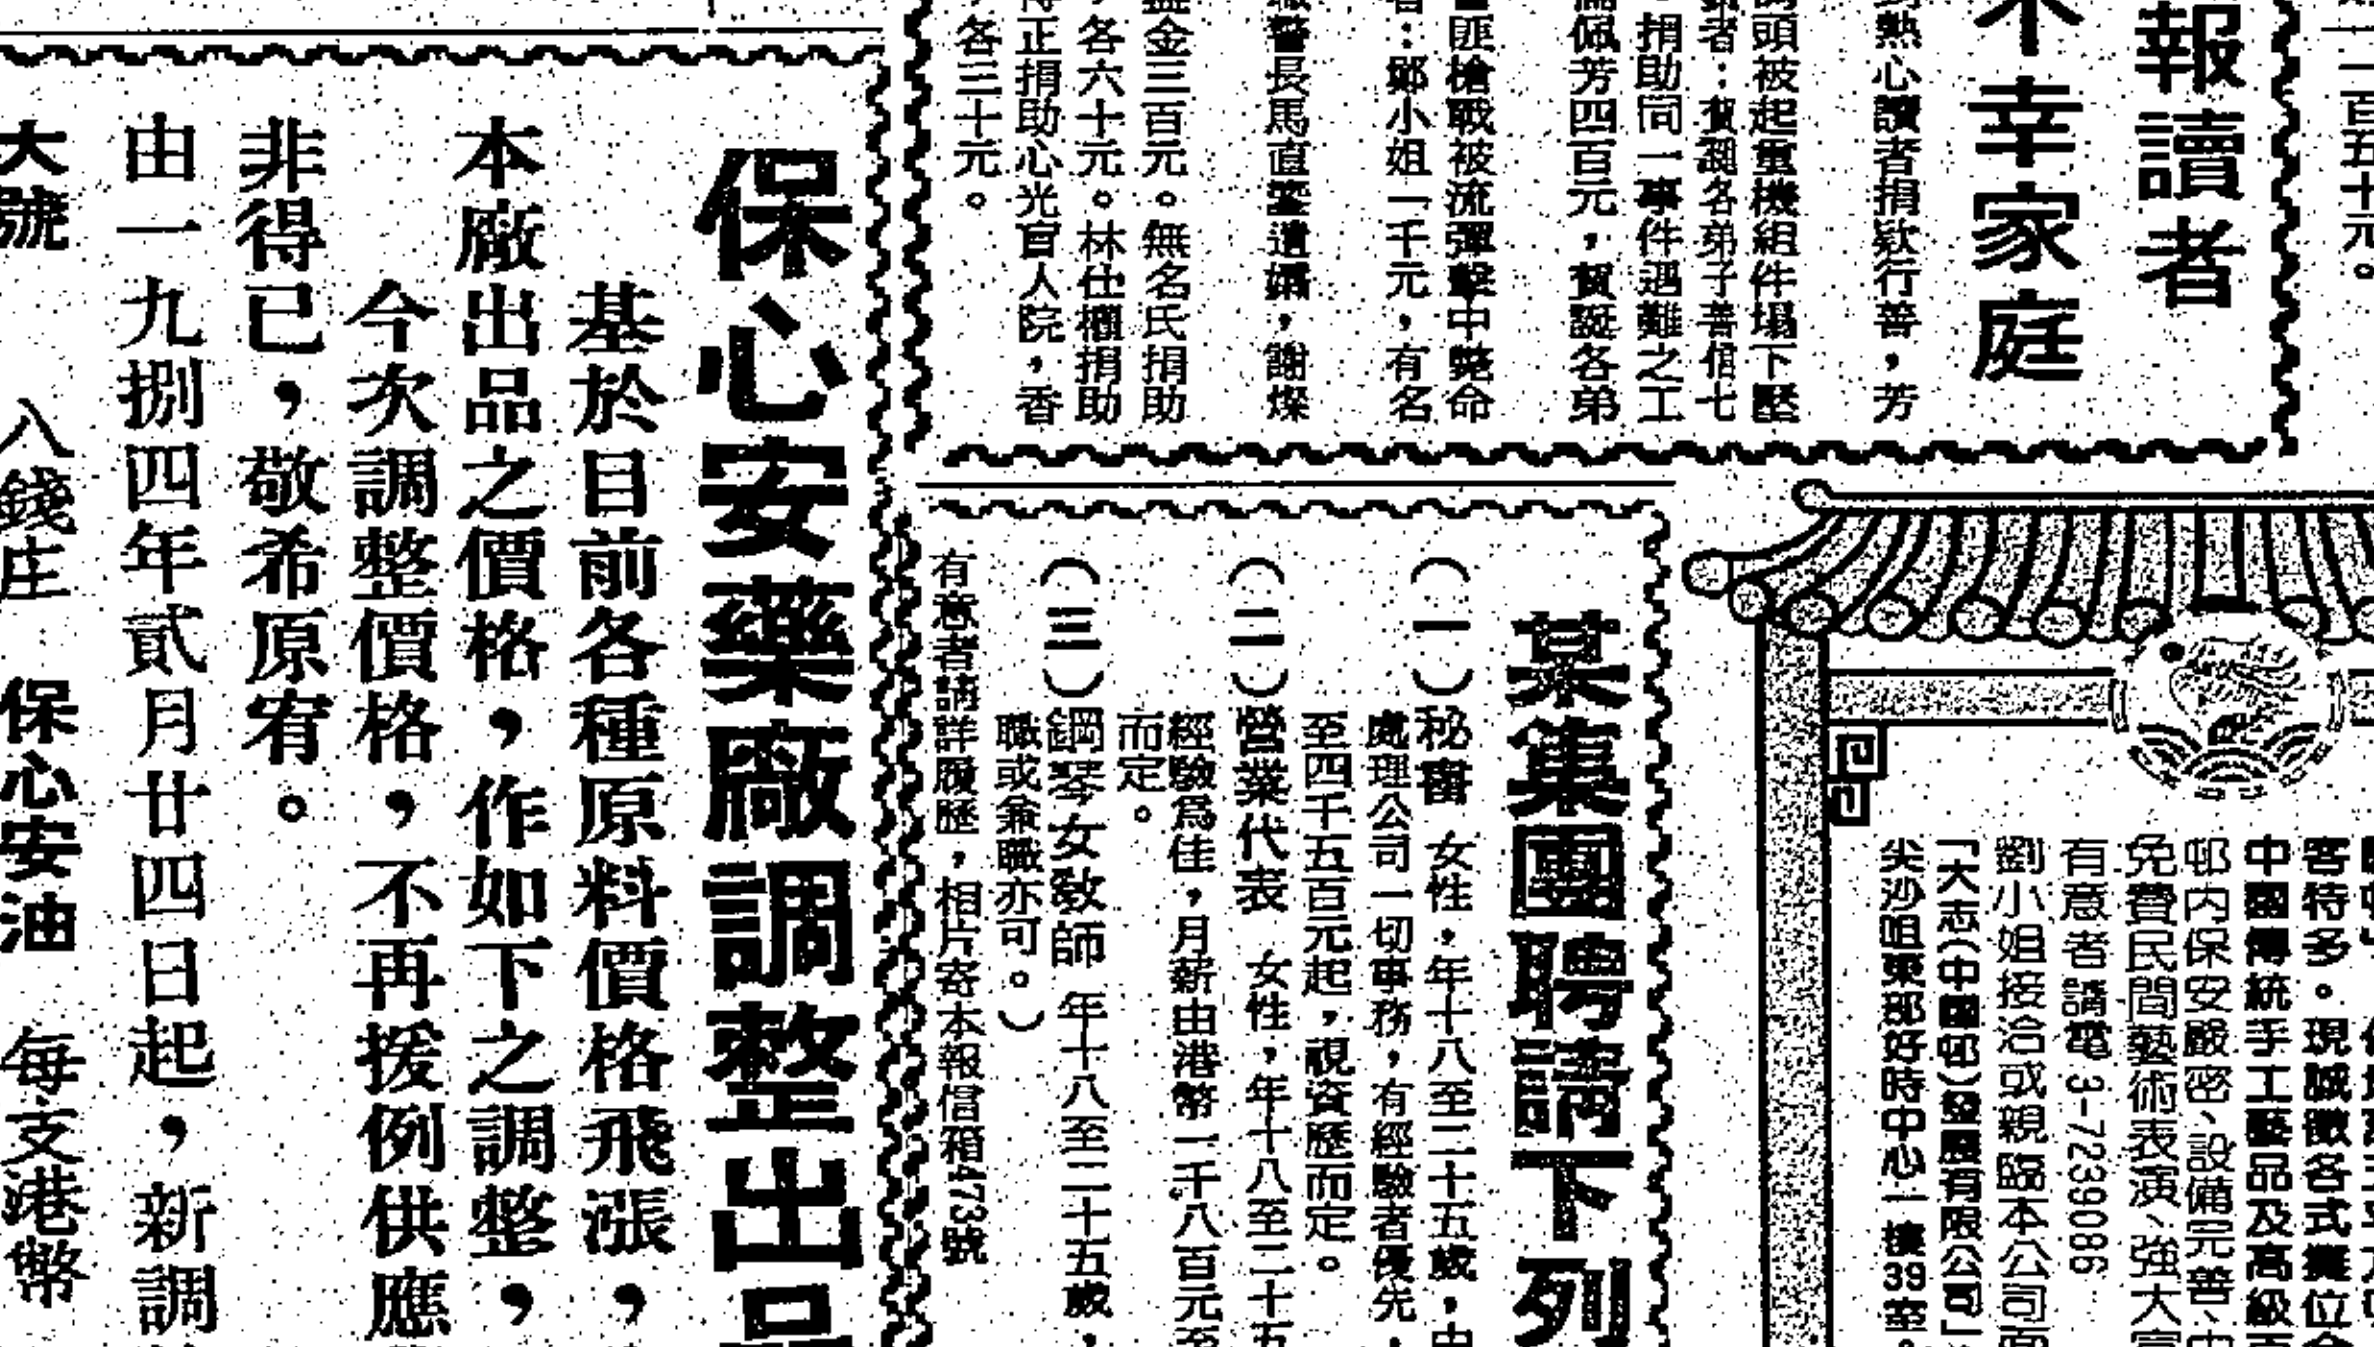 一百五十元。
報讀者
不幸家庭
熱心讀者捐欵行善，芳
頭被起重機組件塌下壓
者：賀誕各弟子善信七
捐助同一事件遇難之工
佩芳四百元，賀誕各弟
匪槍戰被流彈擊中斃命
：鄭小姐「千元，有名
警長馬直鑾遺孀，謝燦
金三百元。無名氏捐助
，各六十元。林仕棚捐助
正捐助心光盲人院，香
，各三十元。
客特多。現誠徵各式攤位
中國傳統手工藝品及高級
邨内保安嚴密、設備完善、
免費民間藝術表演、強大
有意者請電3-7239086
劉小姐接洽或親臨本公司面
「大志（中國邨）發展有限公司」
尖沙咀東部好時中心一樓39室。
某集團聘請下列
（一）秘書 女性，年十八至二十五歲，
處理公司一切事務，有經驗者優先，
至四千五百元起，視資歷而定。
（二）營業代表 女性，年十八至二十五
經驗爲佳，月薪由港幣一千八百元至
而定。
（三）鋼琴女敎師 年十八至二十五歲，
職或兼職亦可。）
有意者請詳履歷，相片寄本報信箱473號
保心安藥廠調整出品
基於目前各種原料價格飛漲，
本廠出品之價格，作如下之調整，
今次調整價格，不再援例供應
非得已，敬希原宥。
由一九捌四年貳月廿四日起，新調
大號 八錢庄 保心安油 每支港幣